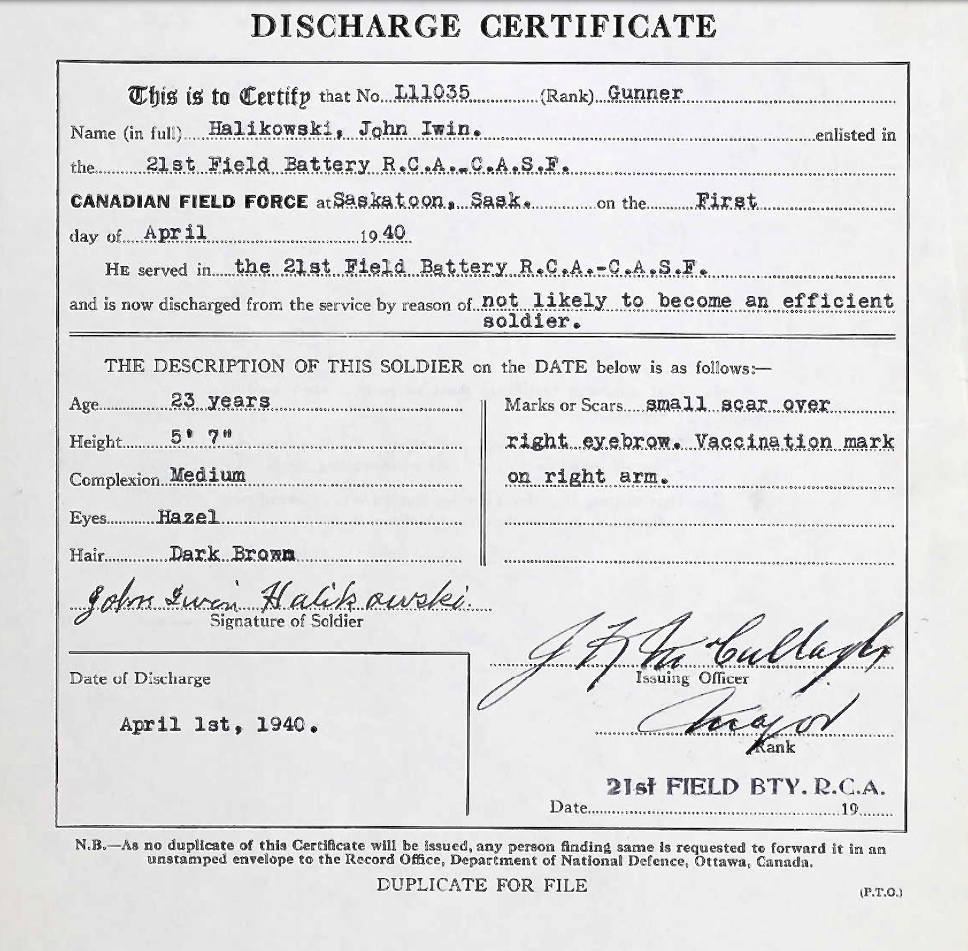 DISCHARGE CERTIFICATE
This is to Certify that No. L11035 (Rank) Gunner
Name (in full) Halikowski, John Iwin. enlisted in
the 21st Field Battery R.C.A.-C.A.S.F.
CANADIAN FIELD FORCE at Saskatoon, Sask. on the First
day of April 1940
HE served in the 21st Field Battery R.C.A.-C.A.S.F.
and is now discharged from the service by reason of not likely to become an efficient
soldier.
THE DESCRIPTION OF THIS SOLDIER on the DATE below is as follows:—
Age 23 years
Height 5' 7"
Complexion Medium
Eyes Hazel
Hair Dark Brown
Marks or Scars small scar over
right eyebrow. Vaccination mark
on right arm.
John Iwin Halikowski.
Signature of Soldier
Date of Discharge
April 1st, 1940.
J F McCullagh
Issuing Officer
Major
Rank
21st FIELD BTY. R.C.A.
Date 19
N.B.—As no duplicate of this Certificate will be issued, any person finding same is requested to forward it in an
unstamped envelope to the Record Office, Department of National Defence, Ottawa, Canada.
DUPLICATE FOR FILE
(P.T.O.)